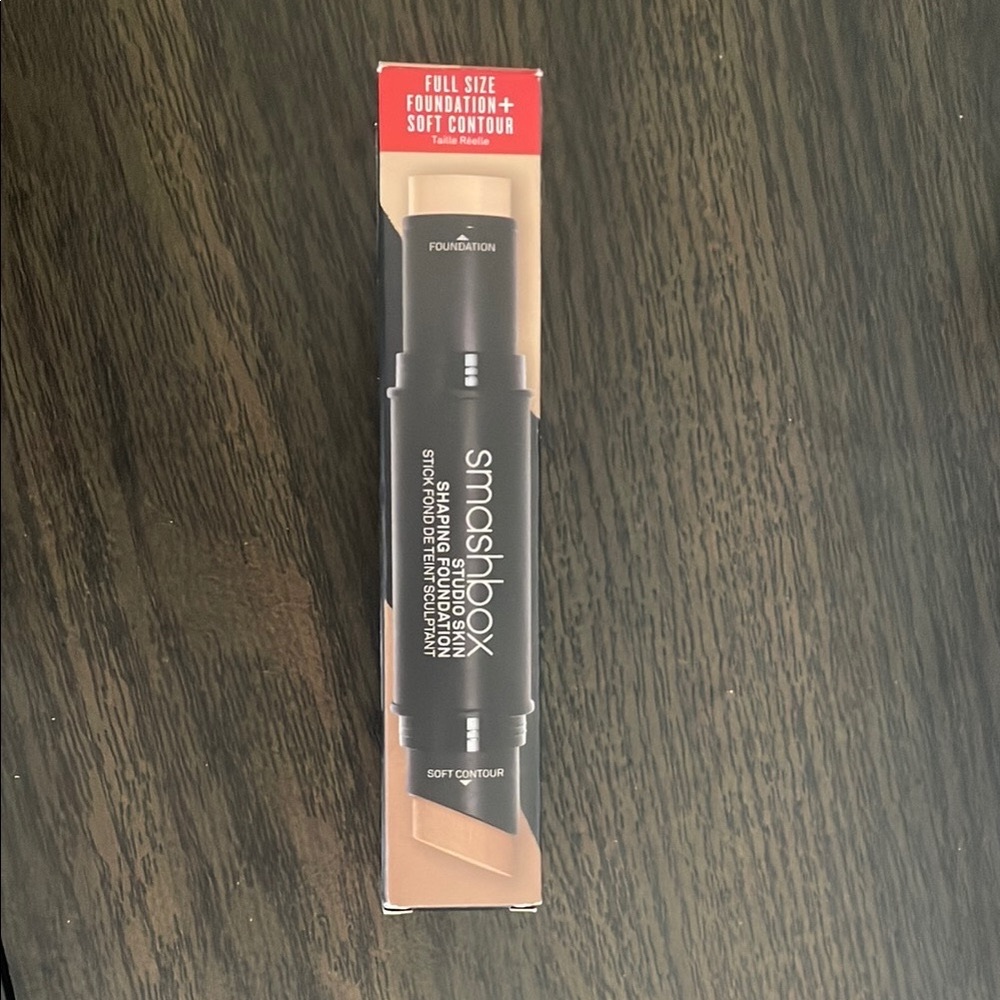 FULL SIZE
FOUNDATION+
SOFT CONTOUR
Taille Réelle
FOUNDATION
smashbox
STUDIO SKIN
SHAPING FOUNDATION
STICK FOND DE TEINT SCULPTANT
SOFT CONTOUR